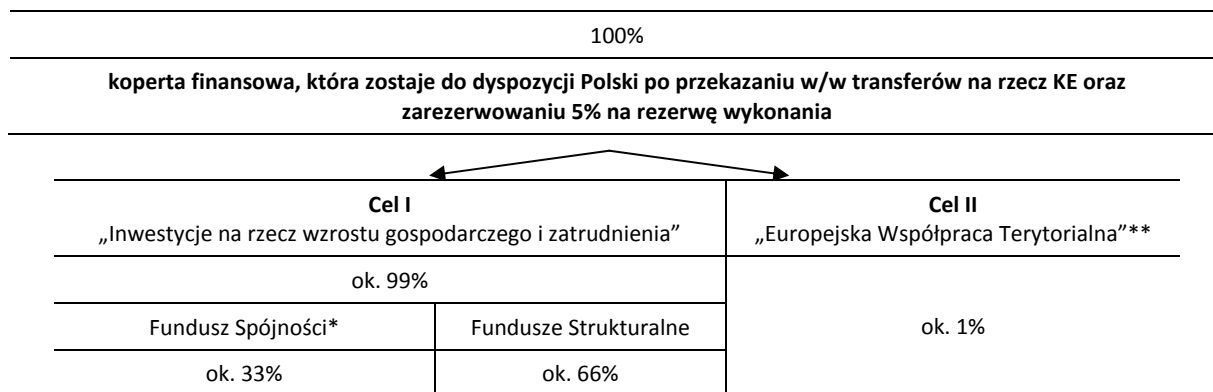 100%
koperta finansowa, która zostaje do dyspozycji Polski po przekazaniu w/w transferów na rzecz KE oraz
zarezerwowaniu 5% na rezerwę wykonania
Cel I
„Inwestycje na rzecz wzrostu gospodarczego i zatrudnienia”
Cel II
„Europejska Współpraca Terytorialna”**
ok. 99%
Fundusz Spójności*
Fundusze Strukturalne
ok. 1%
ok. 33%
ok. 66%